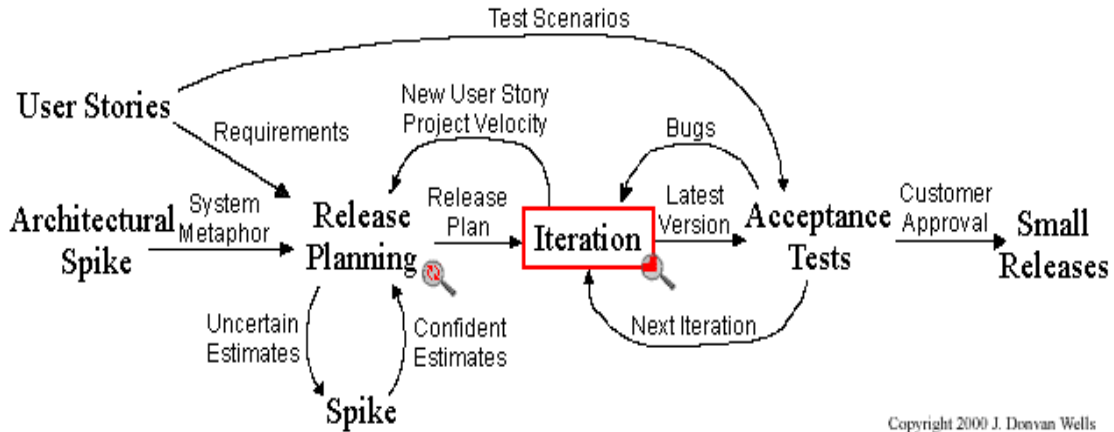 Test Scenarios
User Stories
New User Story
Project Velocity
Bugs
Requirements
Architectural
Spike
System
Metaphor
Release
Planning
Release
Plan
Iteration
Latest
Version
Acceptance
Tests
Customer
Approval
Small
Releases
Uncertain
Estimates
Confident
Estimates
Next Iteration
Spike
Copyright 2000 J. Donvan Wells